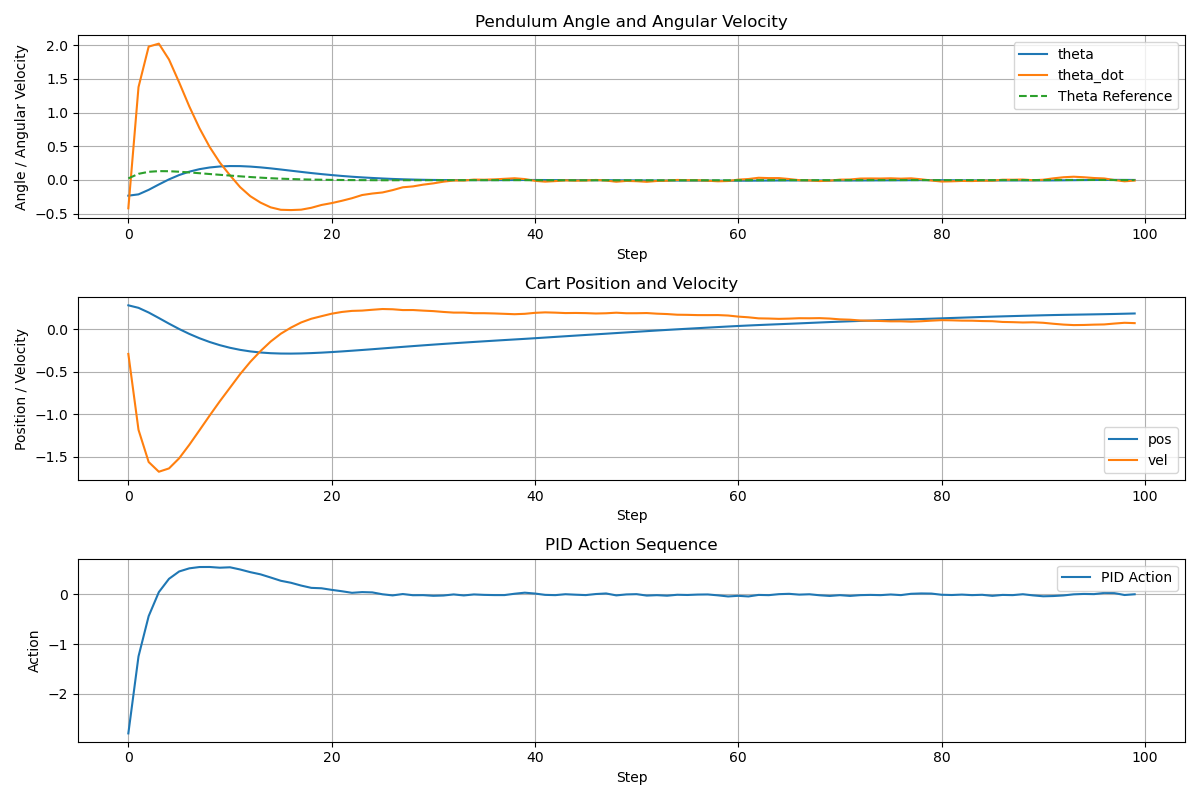 Pendulum Angle and Angular Velocity
Angle / Angular Velocity
2.0
1.5
1.0
0.5
0.0
−0.5
theta
theta_dot
Theta Reference
0 20 40 60 80 100
Step
Cart Position and Velocity
Position / Velocity
0.0
−0.5
−1.0
−1.5
pos
vel
0 20 40 60 80 100
Step
PID Action Sequence
Action
0
−1
−2
PID Action
0 20 40 60 80 100
Step